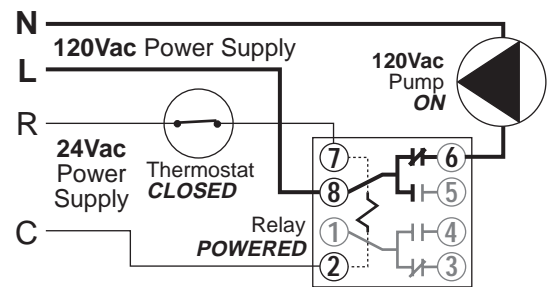 N
120Vac Power Supply
L
120Vac
Pump
ON
R
24Vac
Power
Supply
Thermostat
CLOSED
C
Relay
POWERED
7
6
8
5
1
4
2
3